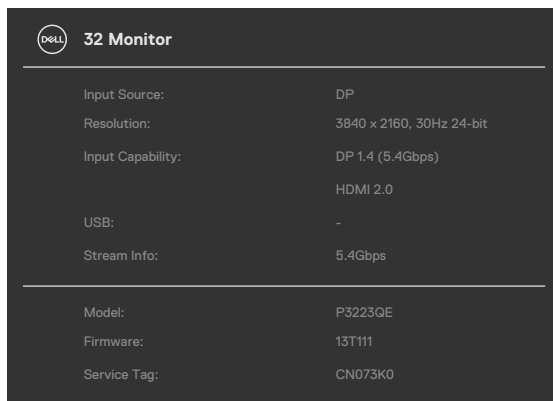 DELL 32 Monitor
Input Source: DP
Resolution: 3840 x 2160, 30Hz 24-bit
Input Capability: DP 1.4 (5.4Gbps)
HDMI 2.0
USB: -
Stream Info: 5.4Gbps
Model: P3223QE
Firmware: 13T111
Service Tag: CN073K0